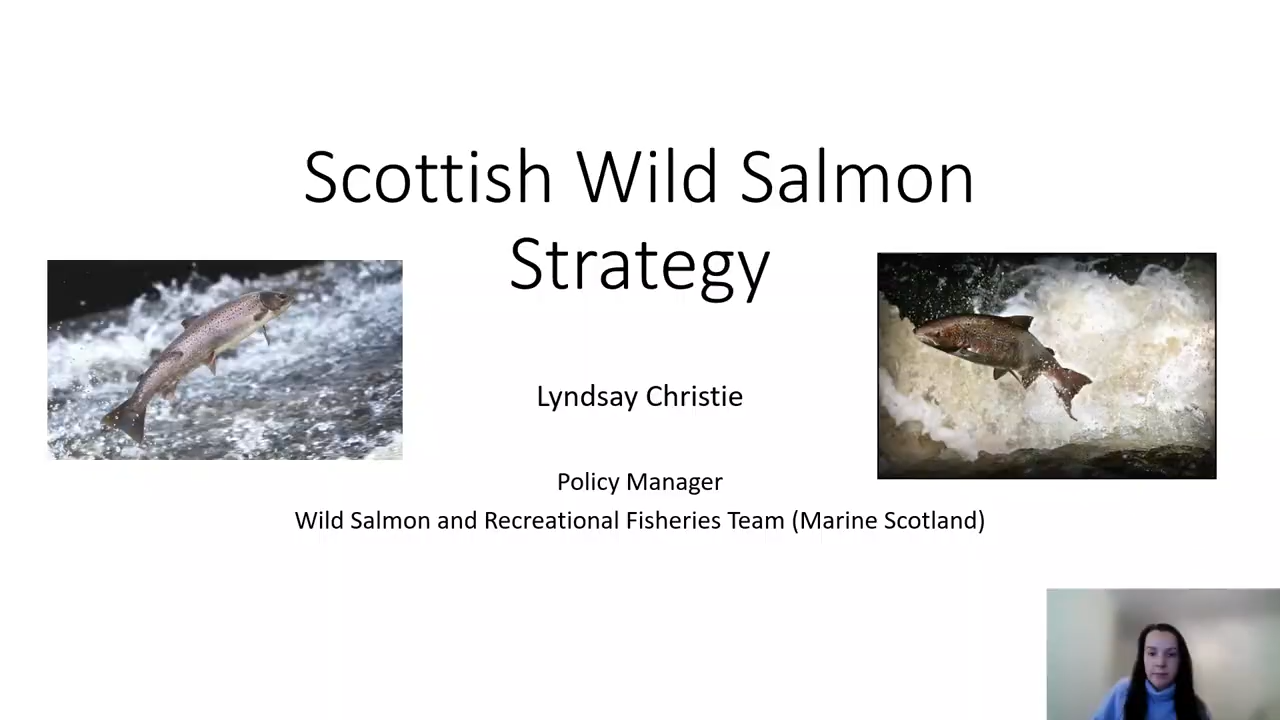 Scottish Wild Salmon
Strategy
Lyndsay Christie
Policy Manager
Wild Salmon and Recreational Fisheries Team (Marine Scotland)